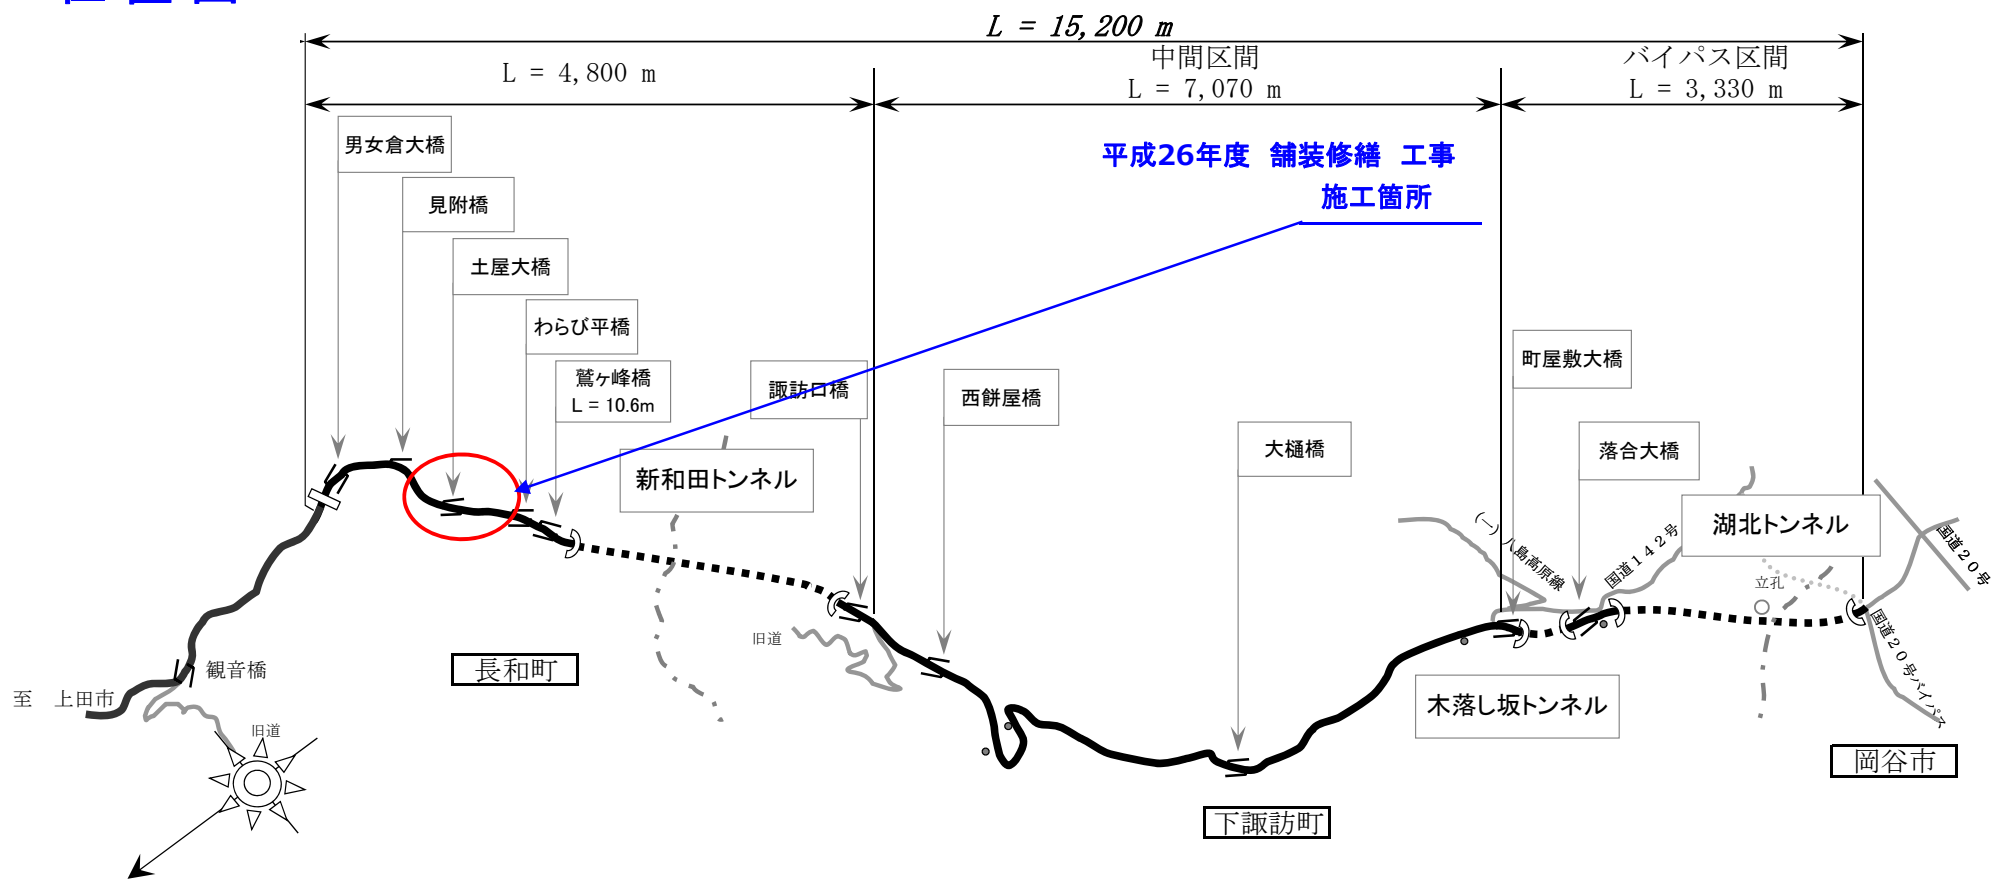 L = 15,200 m
L = 4,800 m
中間区間
L = 7,070 m
バイパス区間
L = 3,330 m
平成26年度 舗装修繕 工事
施工箇所
男女倉大橋
見附橋
土屋大橋
わらび平橋
鷲ヶ峰橋
L = 10.6m
諏訪口橋
西餅屋橋
町屋敷大橋
大樋橋
落合大橋
新和田トンネル
湖北トンネル
(一)八島高原線
国道142号
国道20号
立孔
国道20号バイパス
旧道
長和町
観音橋
至 上田市
旧道
木落し坂トンネル
岡谷市
下諏訪町